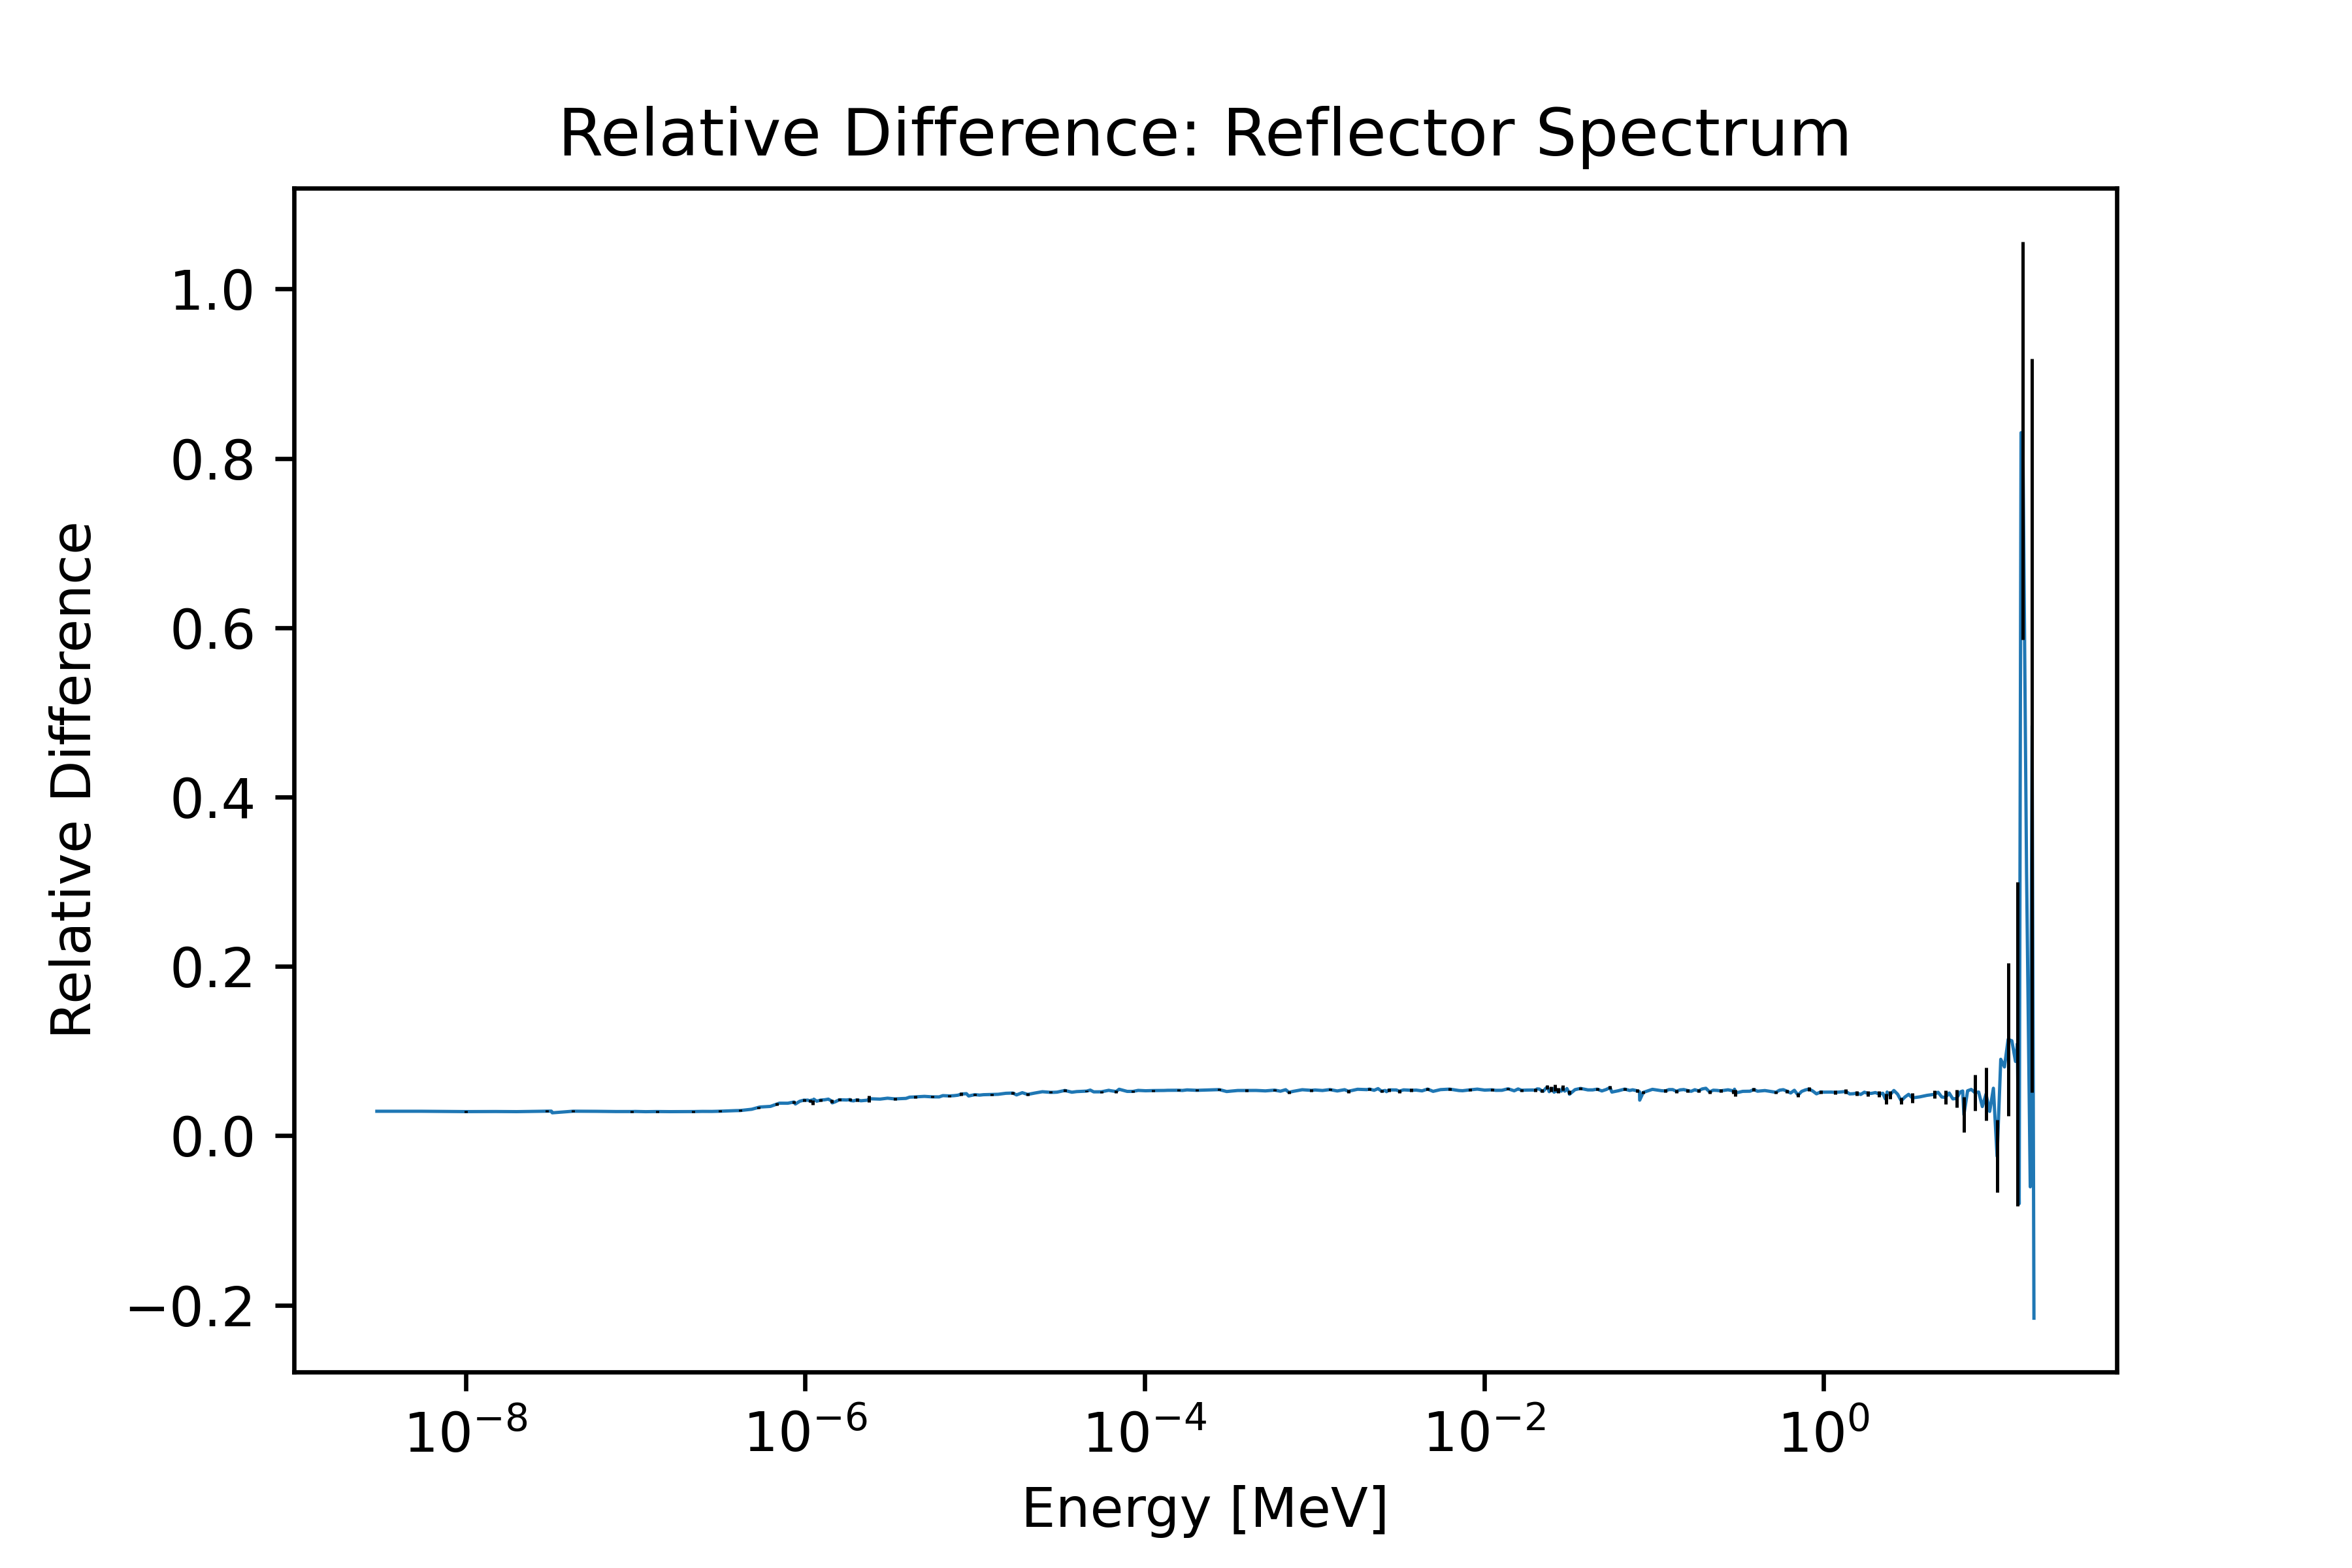 Relative Difference: Reflector Spectrum
Relative Difference
1.0
0.8
0.6
0.4
0.2
0.0
−0.2
10⁻⁸ 10⁻⁶ 10⁻⁴ 10⁻² 10⁰
Energy [MeV]